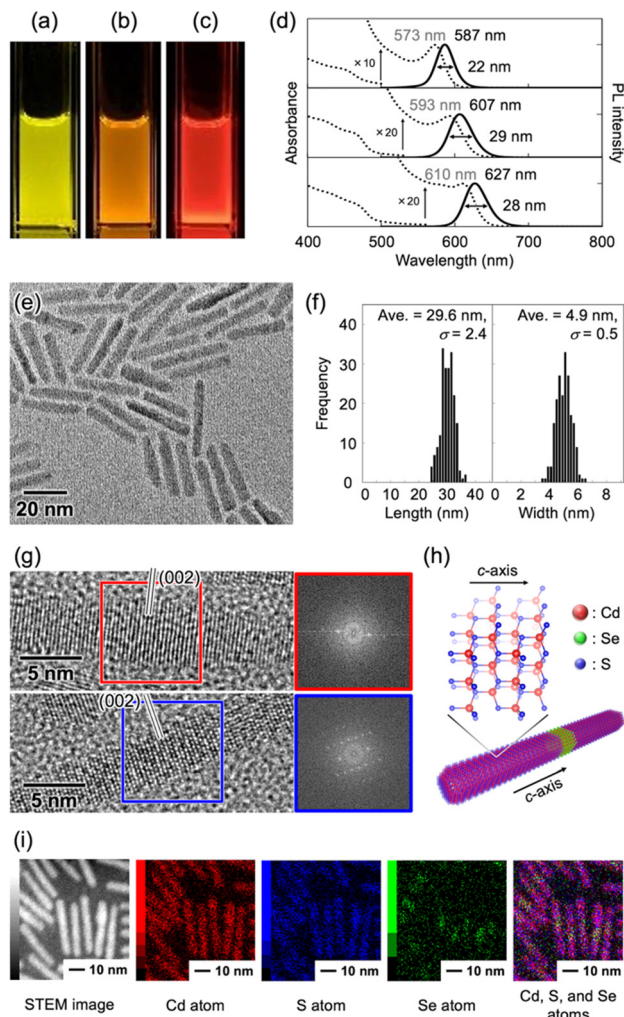 (a)
(b)
(c)
(d)
573 nm 587 nm
×10
22 nm
593 nm 607 nm
×20
29 nm
610 nm 627 nm
×20
28 nm
Absorbance
PL intensity
400 500 600 700 800
Wavelength (nm)
(e)
20 nm
(f)
Ave. = 29.6 nm,
σ = 2.4
Ave. = 4.9 nm,
σ = 0.5
Frequency
40
30
20
10
0
0 10 20 30 40
Length (nm)
0 2 4 6 8
Width (nm)
(g)
(002)
5 nm
(002)
5 nm
(h)
c-axis
: Cd
: Se
: S
c-axis
(i)
10 nm
10 nm
10 nm
10 nm
10 nm
STEM image
Cd atom
S atom
Se atom
Cd, S, and Se
atoms